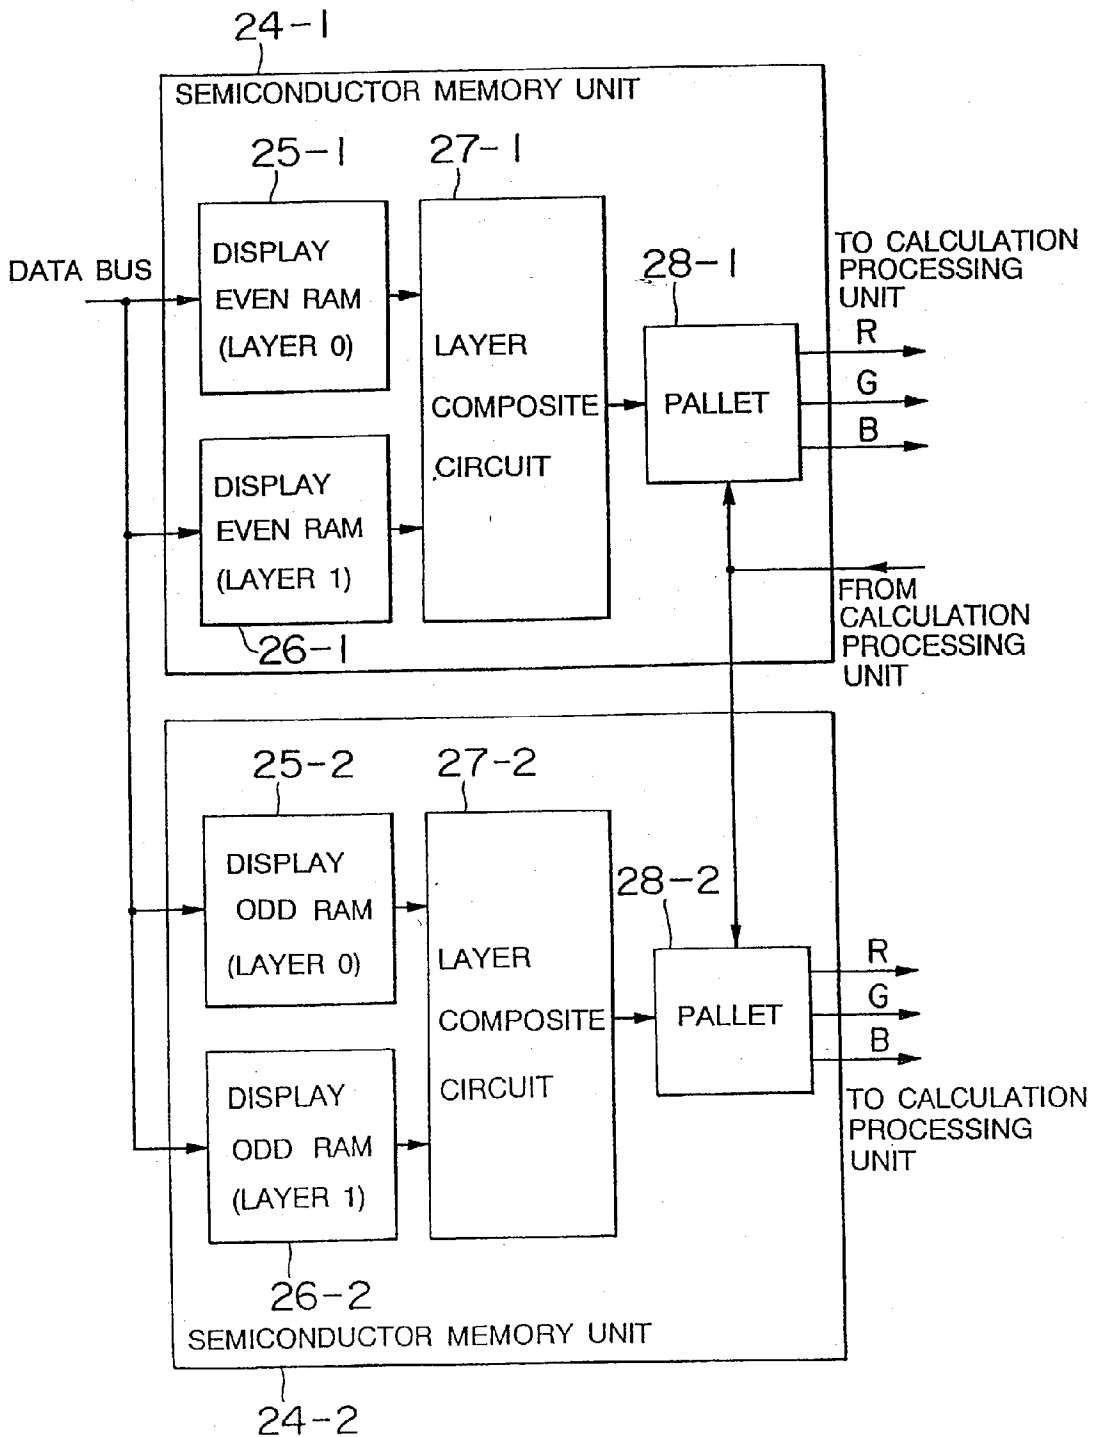 24-1
SEMICONDUCTOR MEMORY UNIT
25-1
27-1
DISPLAY
EVEN RAM
(LAYER 0)
DATA BUS
LAYER
COMPOSITE
CIRCUIT
28-1
PALLET
TO CALCULATION
PROCESSING
UNIT
R
G
B
DISPLAY
EVEN RAM
(LAYER 1)
26-1
FROM
CALCULATION
PROCESSING
UNIT
25-2
27-2
DISPLAY
ODD RAM
(LAYER 0)
LAYER
COMPOSITE
CIRCUIT
28-2
PALLET
R
G
B
TO CALCULATION
PROCESSING
UNIT
DISPLAY
ODD RAM
(LAYER 1)
26-2
SEMICONDUCTOR MEMORY UNIT
24-2